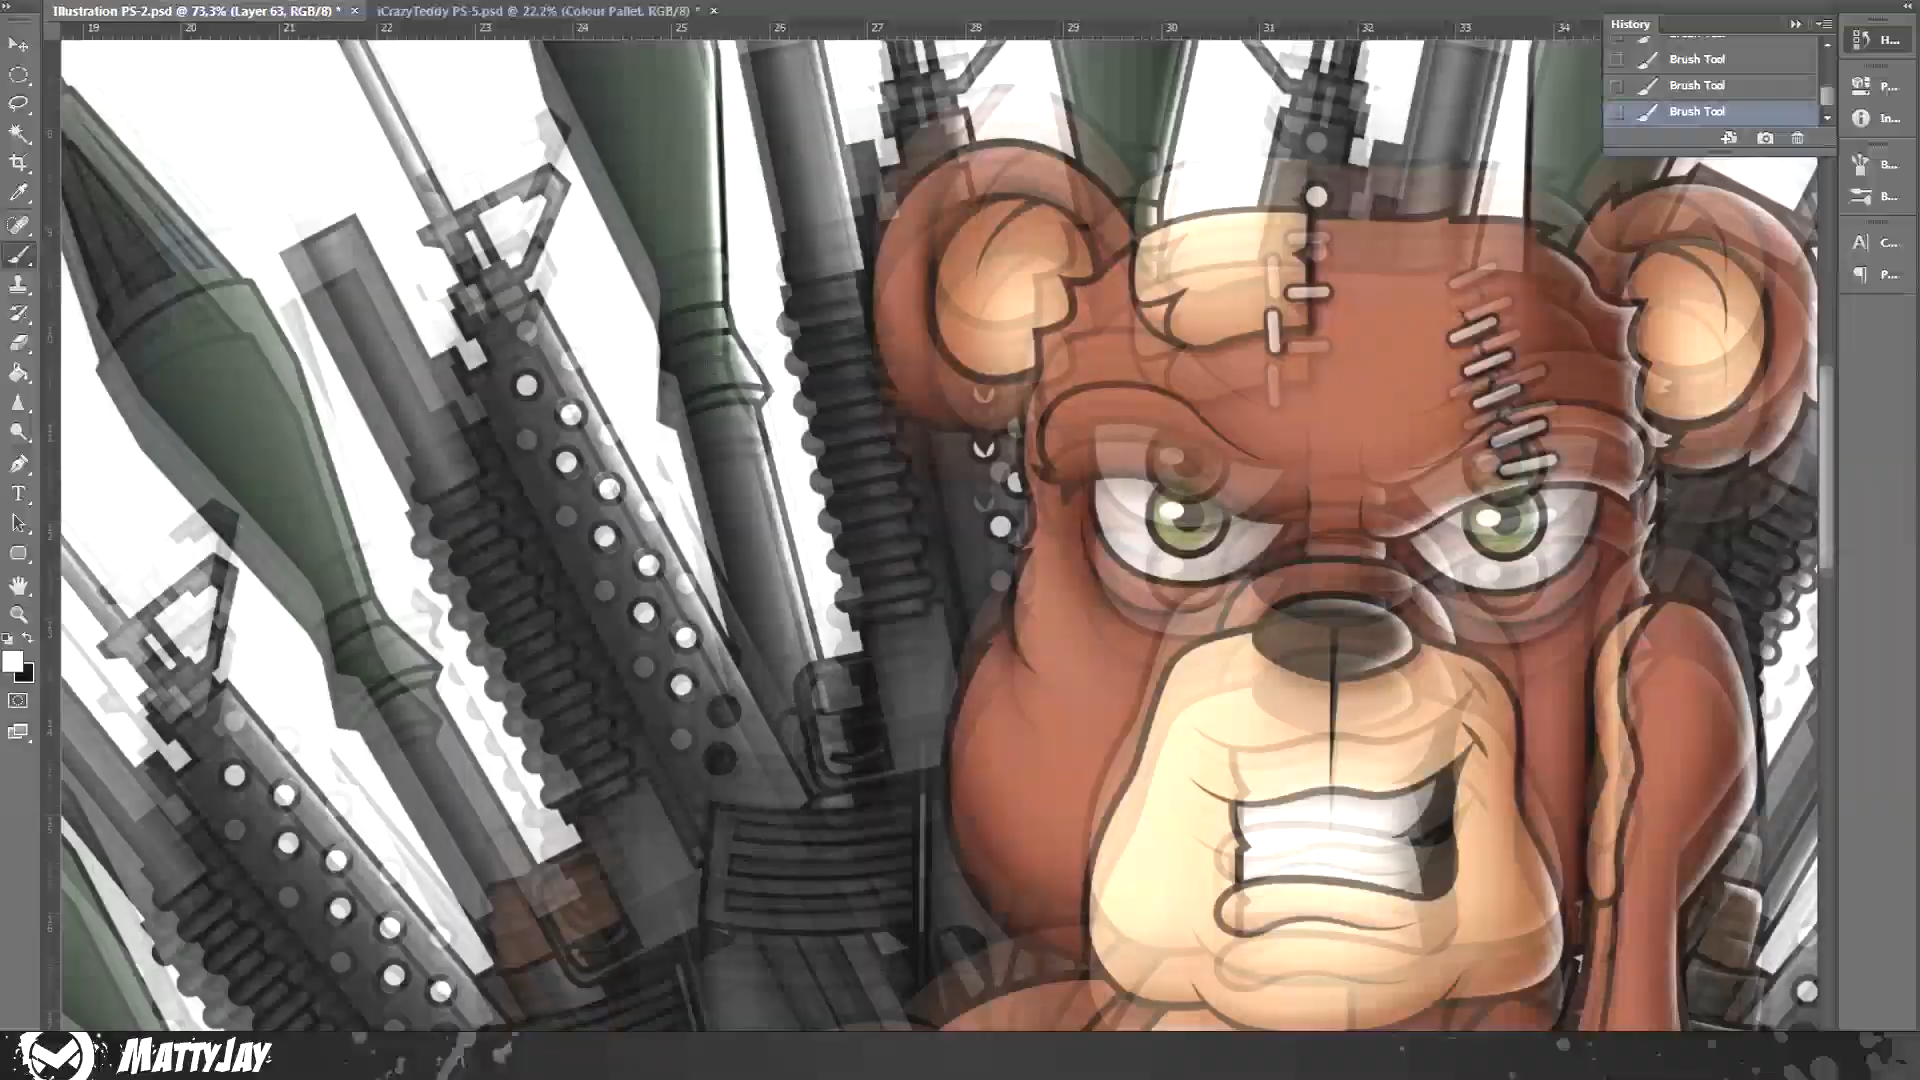 Illustration PS-2.psd @ 73,3% (Layer 63, RGB/8) *
iCrazyTeddy PS-5.psd @ 22.2% (Colour Pallet, RGB/8) *
19 20 21 22 23 24 25 26 27 28 29 30 31 32 33 34
History
Brush Tool
Brush Tool
Brush Tool
H...
P...
In...
B...
B...
C...
P...
MATTYJAY